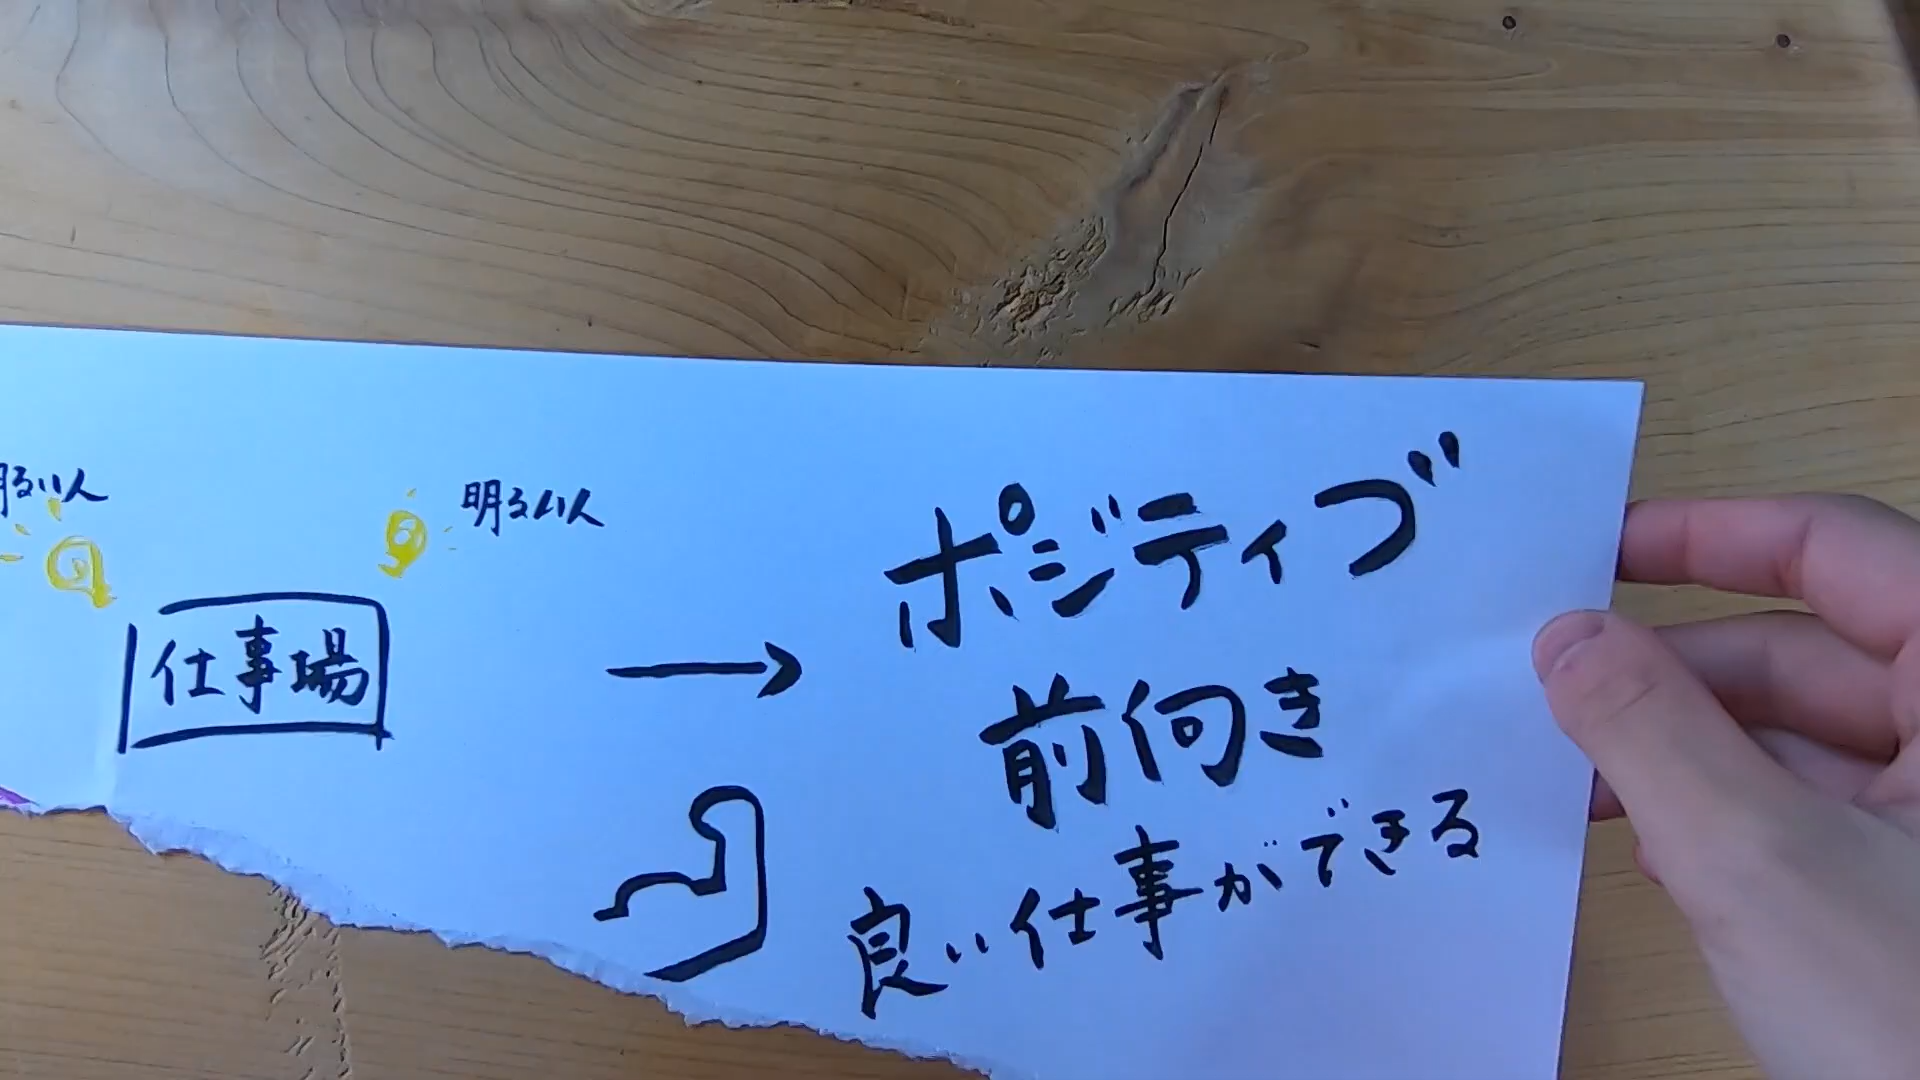 明るい人
明るい人
仕事場
ポジティブ
前向き
良い仕事ができる